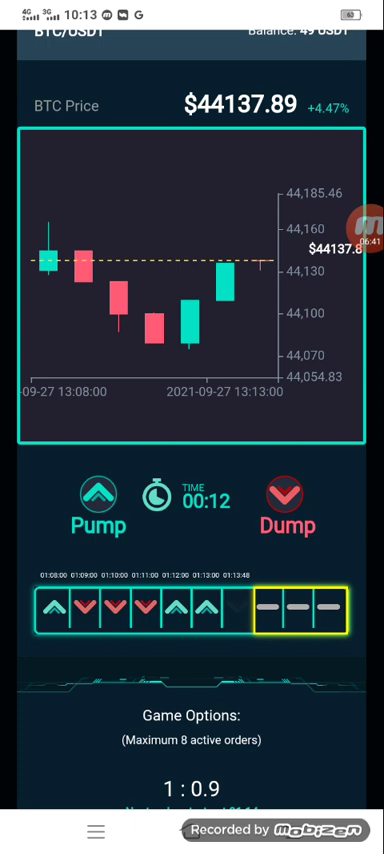 4G 3G 10:13 63
BTC/USDT Balance: 49 USDT
BTC Price $44137.89 +4.47%
44,185.46
44,160
06:41
$44137.8
44,130
44,100
44,070
44,054.83
-09-27 13:08:00 2021-09-27 13:13:00
TIME
00:12
Pump Dump
01:08:00 01:09:00 01:10:00 01:11:00 01:12:00 01:13:00 01:13:48
Game Options:
(Maximum 8 active orders)
1 : 0.9
Recorded by mobizen